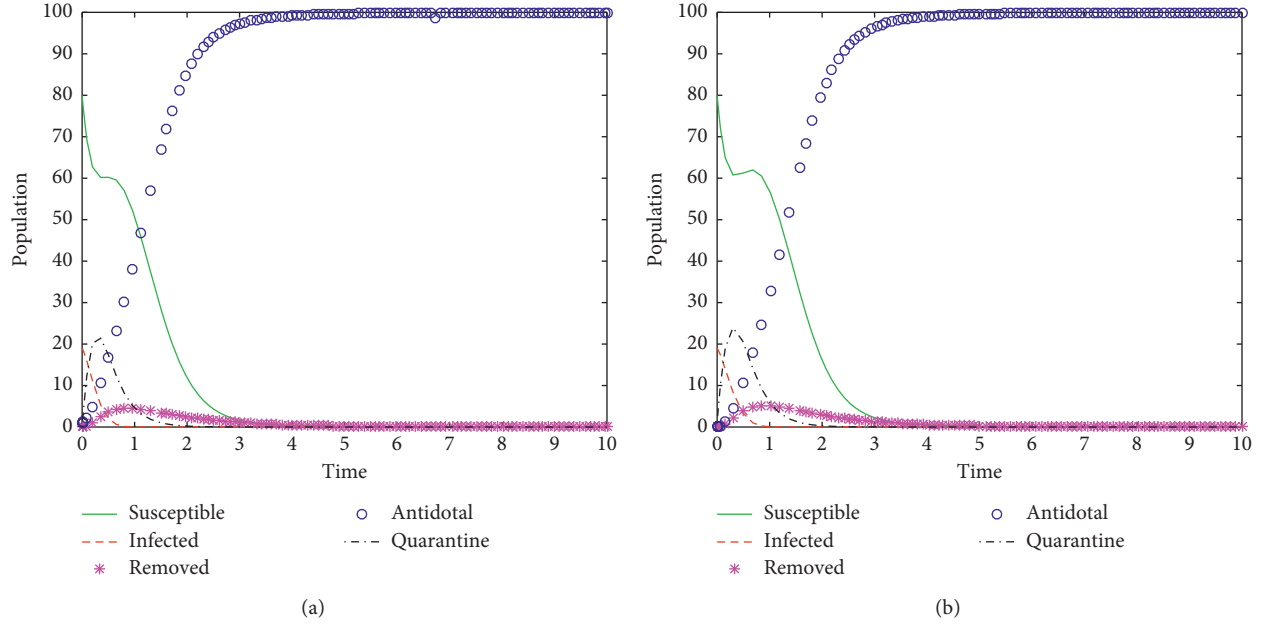 100
90
80
70
60
50
40
30
20
10
0
Population
0 1 2 3 4 5 6 7 8 9 10
Time
Susceptible
Infected
Removed
Antidotal
Quarantine
(a)
100
90
80
70
60
50
40
30
20
10
0
Population
0 1 2 3 4 5 6 7 8 9 10
Time
Susceptible
Infected
Removed
Antidotal
Quarantine
(b)